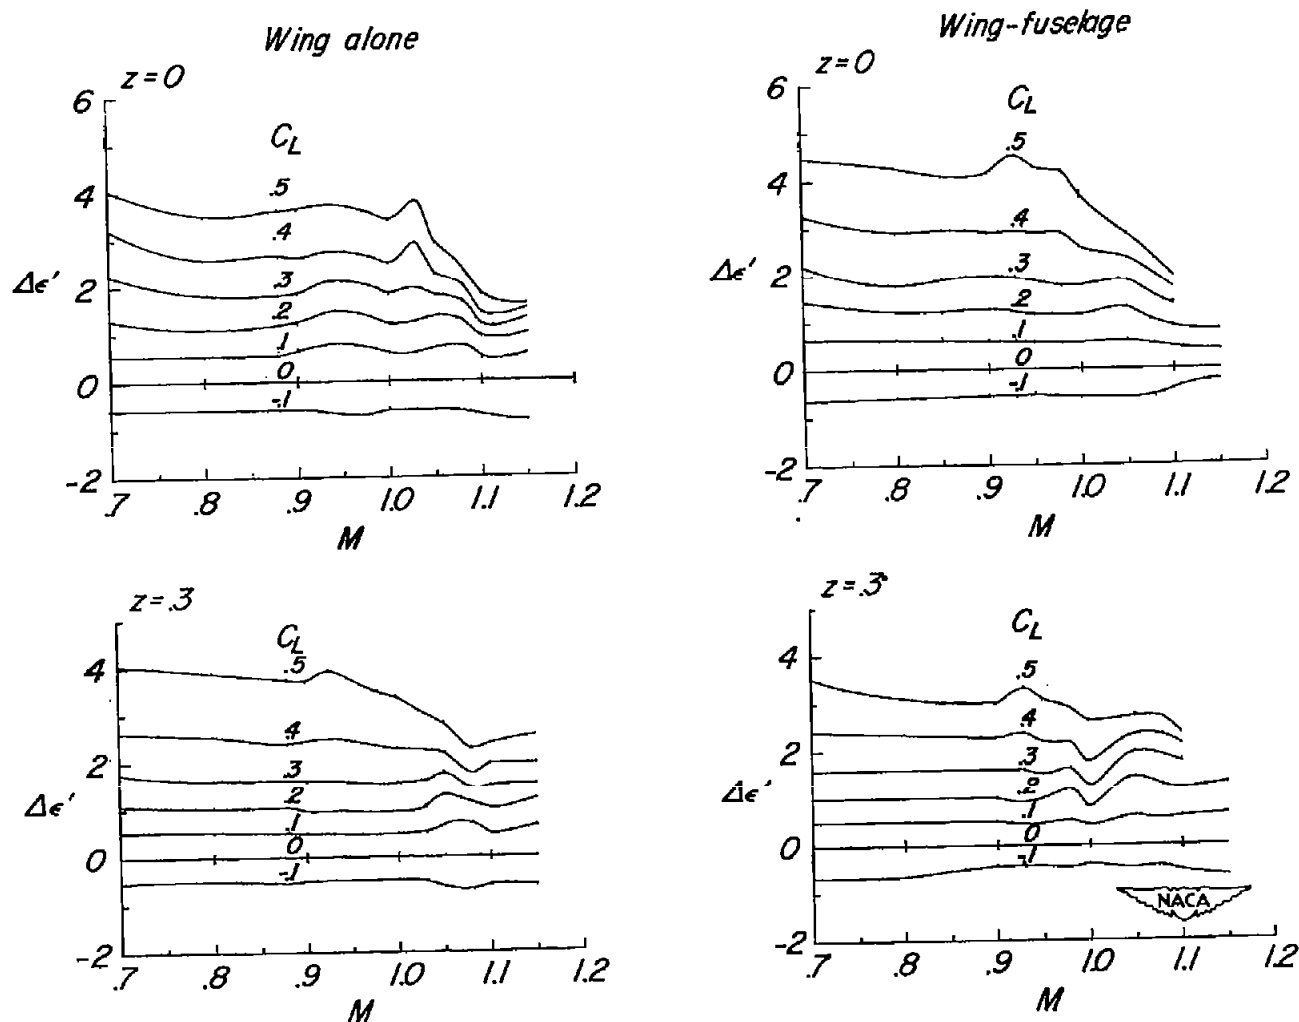 Wing alone
z=0
6
4
2
0
-2
Δϵ'
C_L
.5
.4
.3
.2
.1
0
-.1
.7 .8 .9 1.0 1.1 1.2
M
Wing-fuselage
z=0
6
4
2
0
-2
Δϵ'
C_L
.5
.4
.3
.2
.1
0
-.1
.7 .8 .9 1.0 1.1 1.2
M
z=.3
4
2
0
-2
Δϵ'
C_L
.5
.4
.3
.2
.1
0
-.1
.7 .8 .9 1.0 1.1 1.2
M
z=.3
4
2
0
-2
Δϵ'
C_L
.5
.4
.3
.2
.1
0
-.1
NACA
.7 .8 .9 1.0 1.1 1.2
M